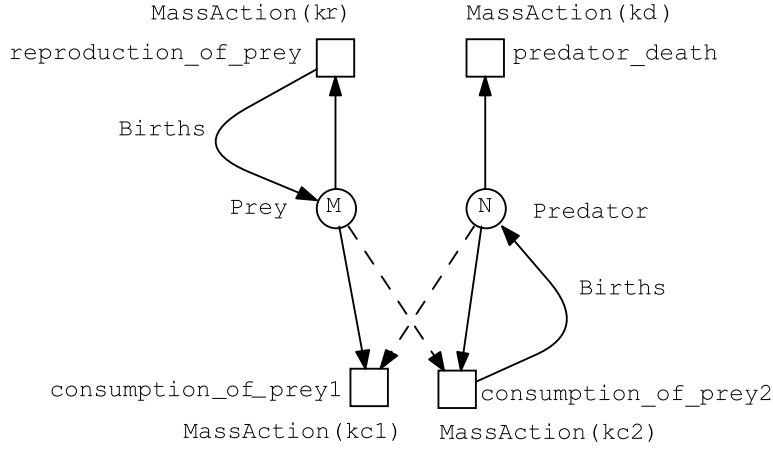 MassAction(kr)
MassAction(kd)
reproduction_of_prey
predator_death
Births
Prey
M
N
Predator
Births
consumption_of_prey1
consumption_of_prey2
MassAction(kc1)
MassAction(kc2)